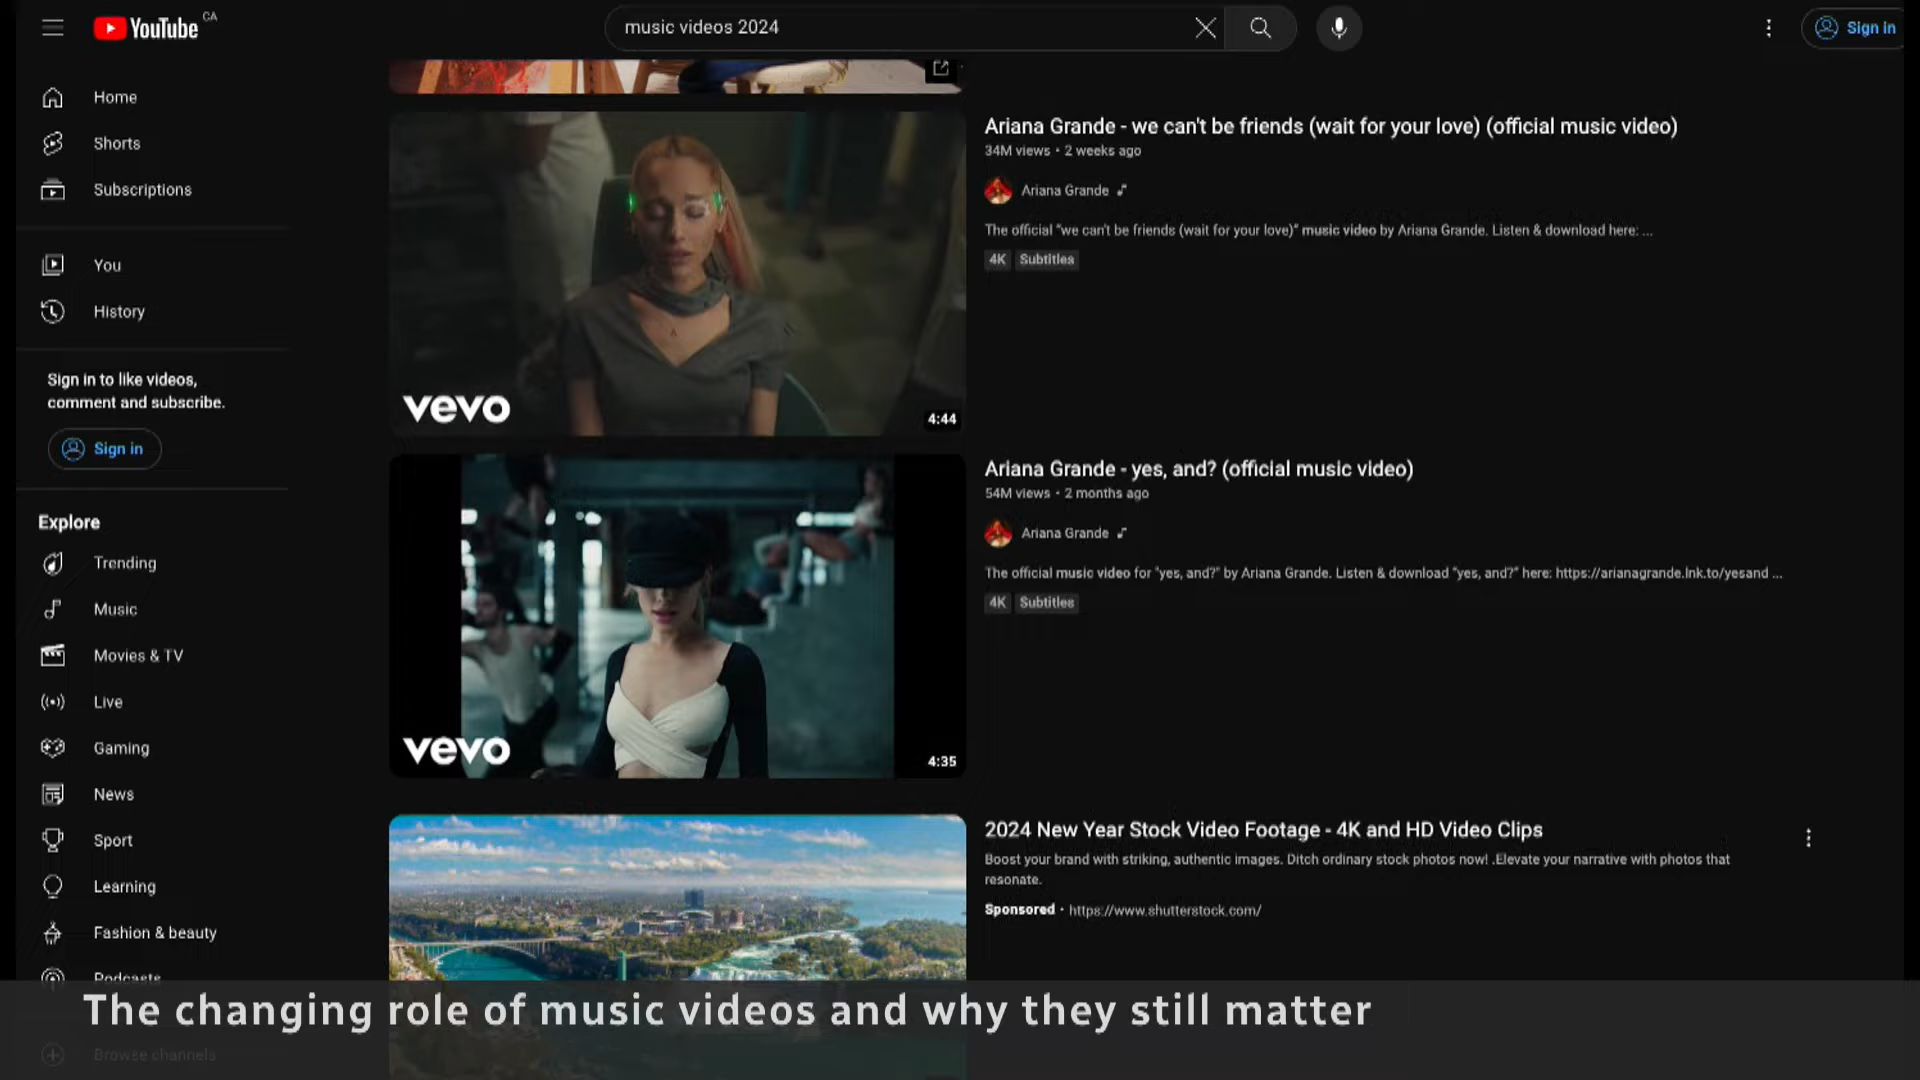 YouTube CA
music videos 2024
Sign in
Home
Shorts
Subscriptions
You
History
Sign in to like videos,
comment and subscribe.
Sign in
Explore
Trending
Music
Movies & TV
Live
Gaming
News
Sport
Learning
Fashion & beauty
Podcasts
Browse channels
vevo
4:44
Ariana Grande - we can't be friends (wait for your love) (official music video)
34M views • 2 weeks ago
Ariana Grande
The official "we can't be friends (wait for your love)" music video by Ariana Grande. Listen & download here: ...
4K Subtitles
vevo
4:35
Ariana Grande - yes, and? (official music video)
54M views • 2 months ago
Ariana Grande
The official music video for "yes, and?" by Ariana Grande. Listen & download "yes, and?" here: https://arianagrande.lnk.to/yesand ...
4K Subtitles
2024 New Year Stock Video Footage - 4K and HD Video Clips
Boost your brand with striking, authentic images. Ditch ordinary stock photos now! .Elevate your narrative with photos that
resonate.
Sponsored • https://www.shutterstock.com/
The changing role of music videos and why they still matter